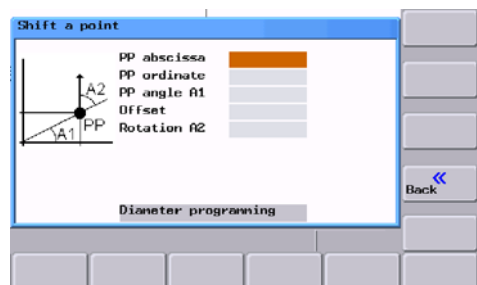 Shift a point
PP abscissa
PP ordinate
PP angle A1
Offset
Rotation A2
A2
A1
PP
Diameter programming
Back